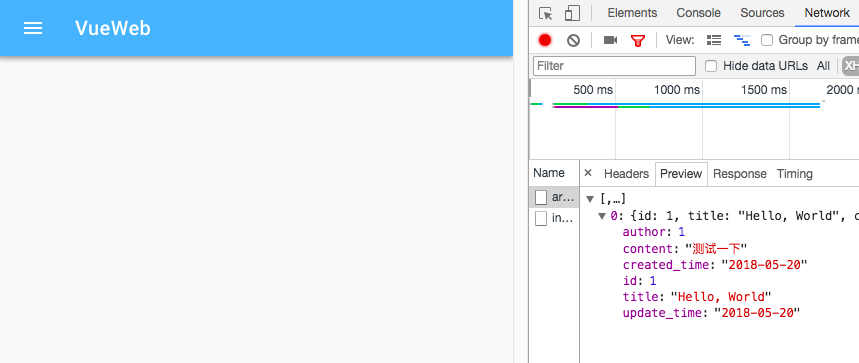 VueWeb
Elements Console Sources Network
View: Group by frame
Filter Hide data URLs All XH
500 ms 1000 ms 1500 ms 2000 m
Name × Headers Preview Response Timing
ar… [,…]
in… 0: {id: 1, title: "Hello, World", c
author: 1
content: "测试一下"
created_time: "2018-05-20"
id: 1
title: "Hello, World"
update_time: "2018-05-20"